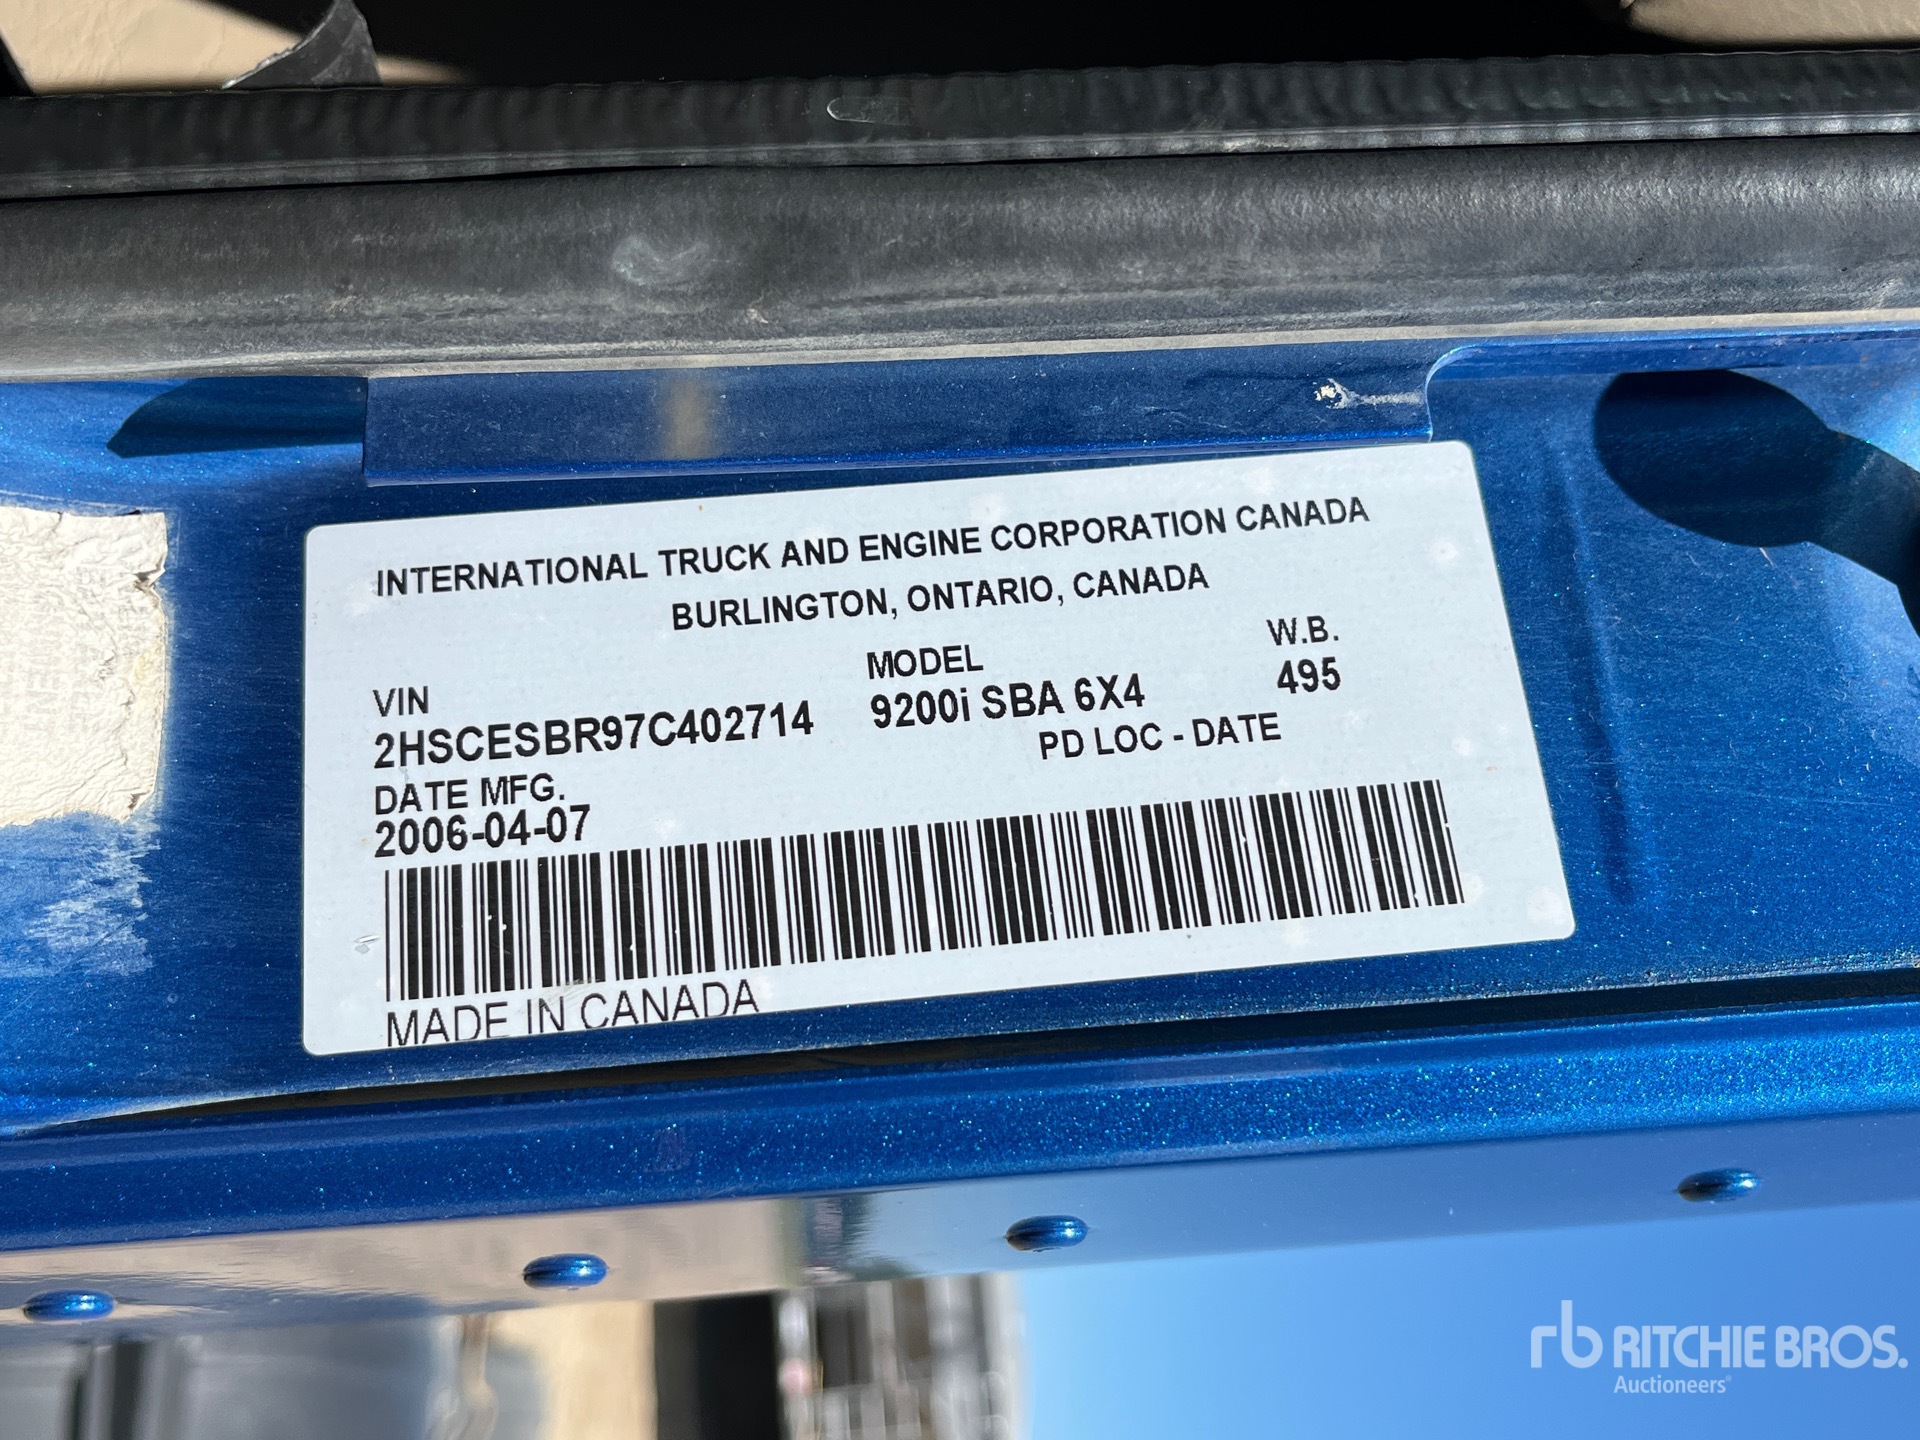 INTERNATIONAL TRUCK AND ENGINE CORPORATION CANADA
BURLINGTON, ONTARIO, CANADA
VIN MODEL W.B.
2HSCESBR97C402714 9200i SBA 6X4 495
DATE MFG. PD LOC - DATE
2006-04-07
MADE IN CANADA
rb RITCHIE BROS.
Auctioneers